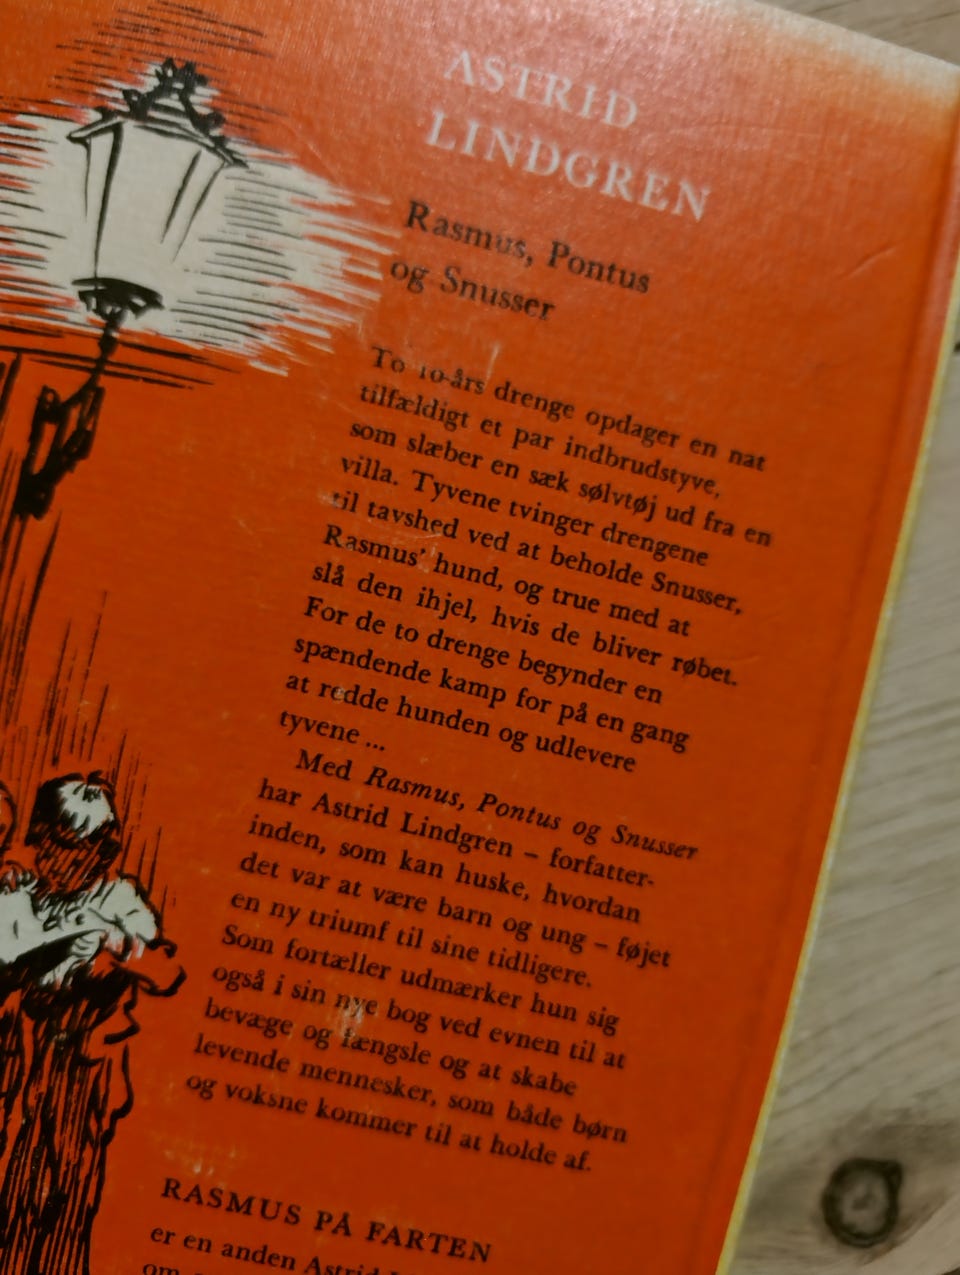 ASTRID
LINDGREN
Rasmus, Pontus
og Snusser
To 10-års drenge opdager en nat
tilfældigt et par indbrudstyve,
som slæber en sæk sølvtøj ud fra en
villa. Tyvene tvinger drengene
til tavshed ved at beholde Snusser,
Rasmus' hund, og true med at
slå den ihjel, hvis de bliver røbet.
For de to drenge begynder en
spændende kamp for på en gang
at redde hunden og udlevere
tyvene ...
Med Rasmus, Pontus og Snusser
har Astrid Lindgren – forfatter-
inden, som kan huske, hvordan
det var at være barn og ung – føjet
en ny triumf til sine tidligere.
Som fortæller udmærker hun sig
også i sin nye bog ved evnen til at
bevæge og fængsle og at skabe
levende mennesker, som både børn
og voksne kommer til at holde af.
RASMUS PÅ FARTEN
er en anden Astrid
om